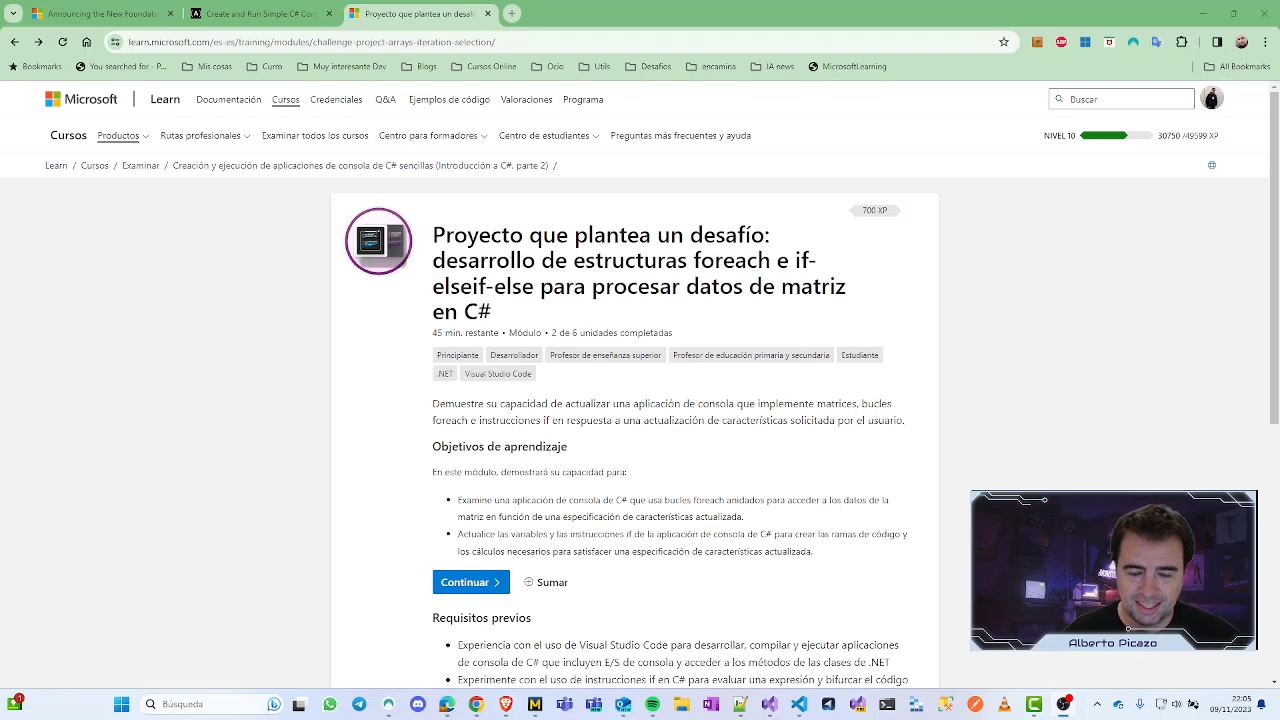 Announcing the New Foundati
Create and Run Simple C# Con
Proyecto que plantea un desafí
learn.microsoft.com/es-es/training/modules/challenge-project-arrays-iteration-selection/
Bookmarks
You searched for - P...
Mis cosas
Curro
Muy interesante Dev
Blogs
Cursos Online
Ocio
Utils
Desafios
encamina
IA news
MicrosoftLearning
All Bookmarks
Microsoft
Learn
Documentación
Cursos
Credenciales
Q&A
Ejemplos de código
Valoraciones
Programa
Buscar
Cursos
Productos
Rutas profesionales
Examinar todos los cursos
Centro para formadores
Centro de estudiantes
Preguntas más frecuentes y ayuda
NIVEL 10
30750 /49599 XP
Learn / Cursos / Examinar / Creación y ejecución de aplicaciones de consola de C# sencillas (Introducción a C#, parte 2) /
700 XP
Proyecto que plantea un desafío:
desarrollo de estructuras foreach e if-
elseif-else para procesar datos de matriz
en C#
45 min. restante • Módulo • 2 de 6 unidades completadas
Principiante
Desarrollador
Profesor de enseñanza superior
Profesor de educación primaria y secundaria
Estudiante
.NET
Visual Studio Code
Demuestre su capacidad de actualizar una aplicación de consola que implemente matrices, bucles
foreach e instrucciones if en respuesta a una actualización de características solicitada por el usuario.
Objetivos de aprendizaje
En este módulo, demostrará su capacidad para:
Examine una aplicación de consola de C# que usa bucles foreach anidados para acceder a los datos de la
matriz en función de una especificación de características actualizada.
Actualice las variables y las instrucciones if de la aplicación de consola de C# para crear las ramas de código y
los cálculos necesarios para satisfacer una especificación de características actualizada.
Continuar
Sumar
Requisitos previos
Experiencia con el uso de Visual Studio Code para desarrollar, compilar y ejecutar aplicaciones
de consola de C# que incluyen E/S de consola y acceder a los métodos de las clases de .NET
Experimente con el uso de instrucciones if en C# para evaluar una expresión y bifurcar el código
Alberto Picazo
1
Búsqueda
22:05
09/11/2023